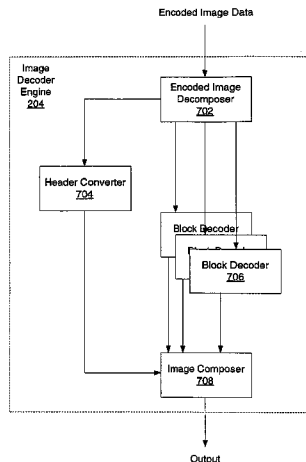 Encoded Image Data
Image
Decoder
Engine
204
Encoded Image
Decomposer
702
Header Converter
704
Block Decoder
Block Decoder
706
Image Composer
708
Output